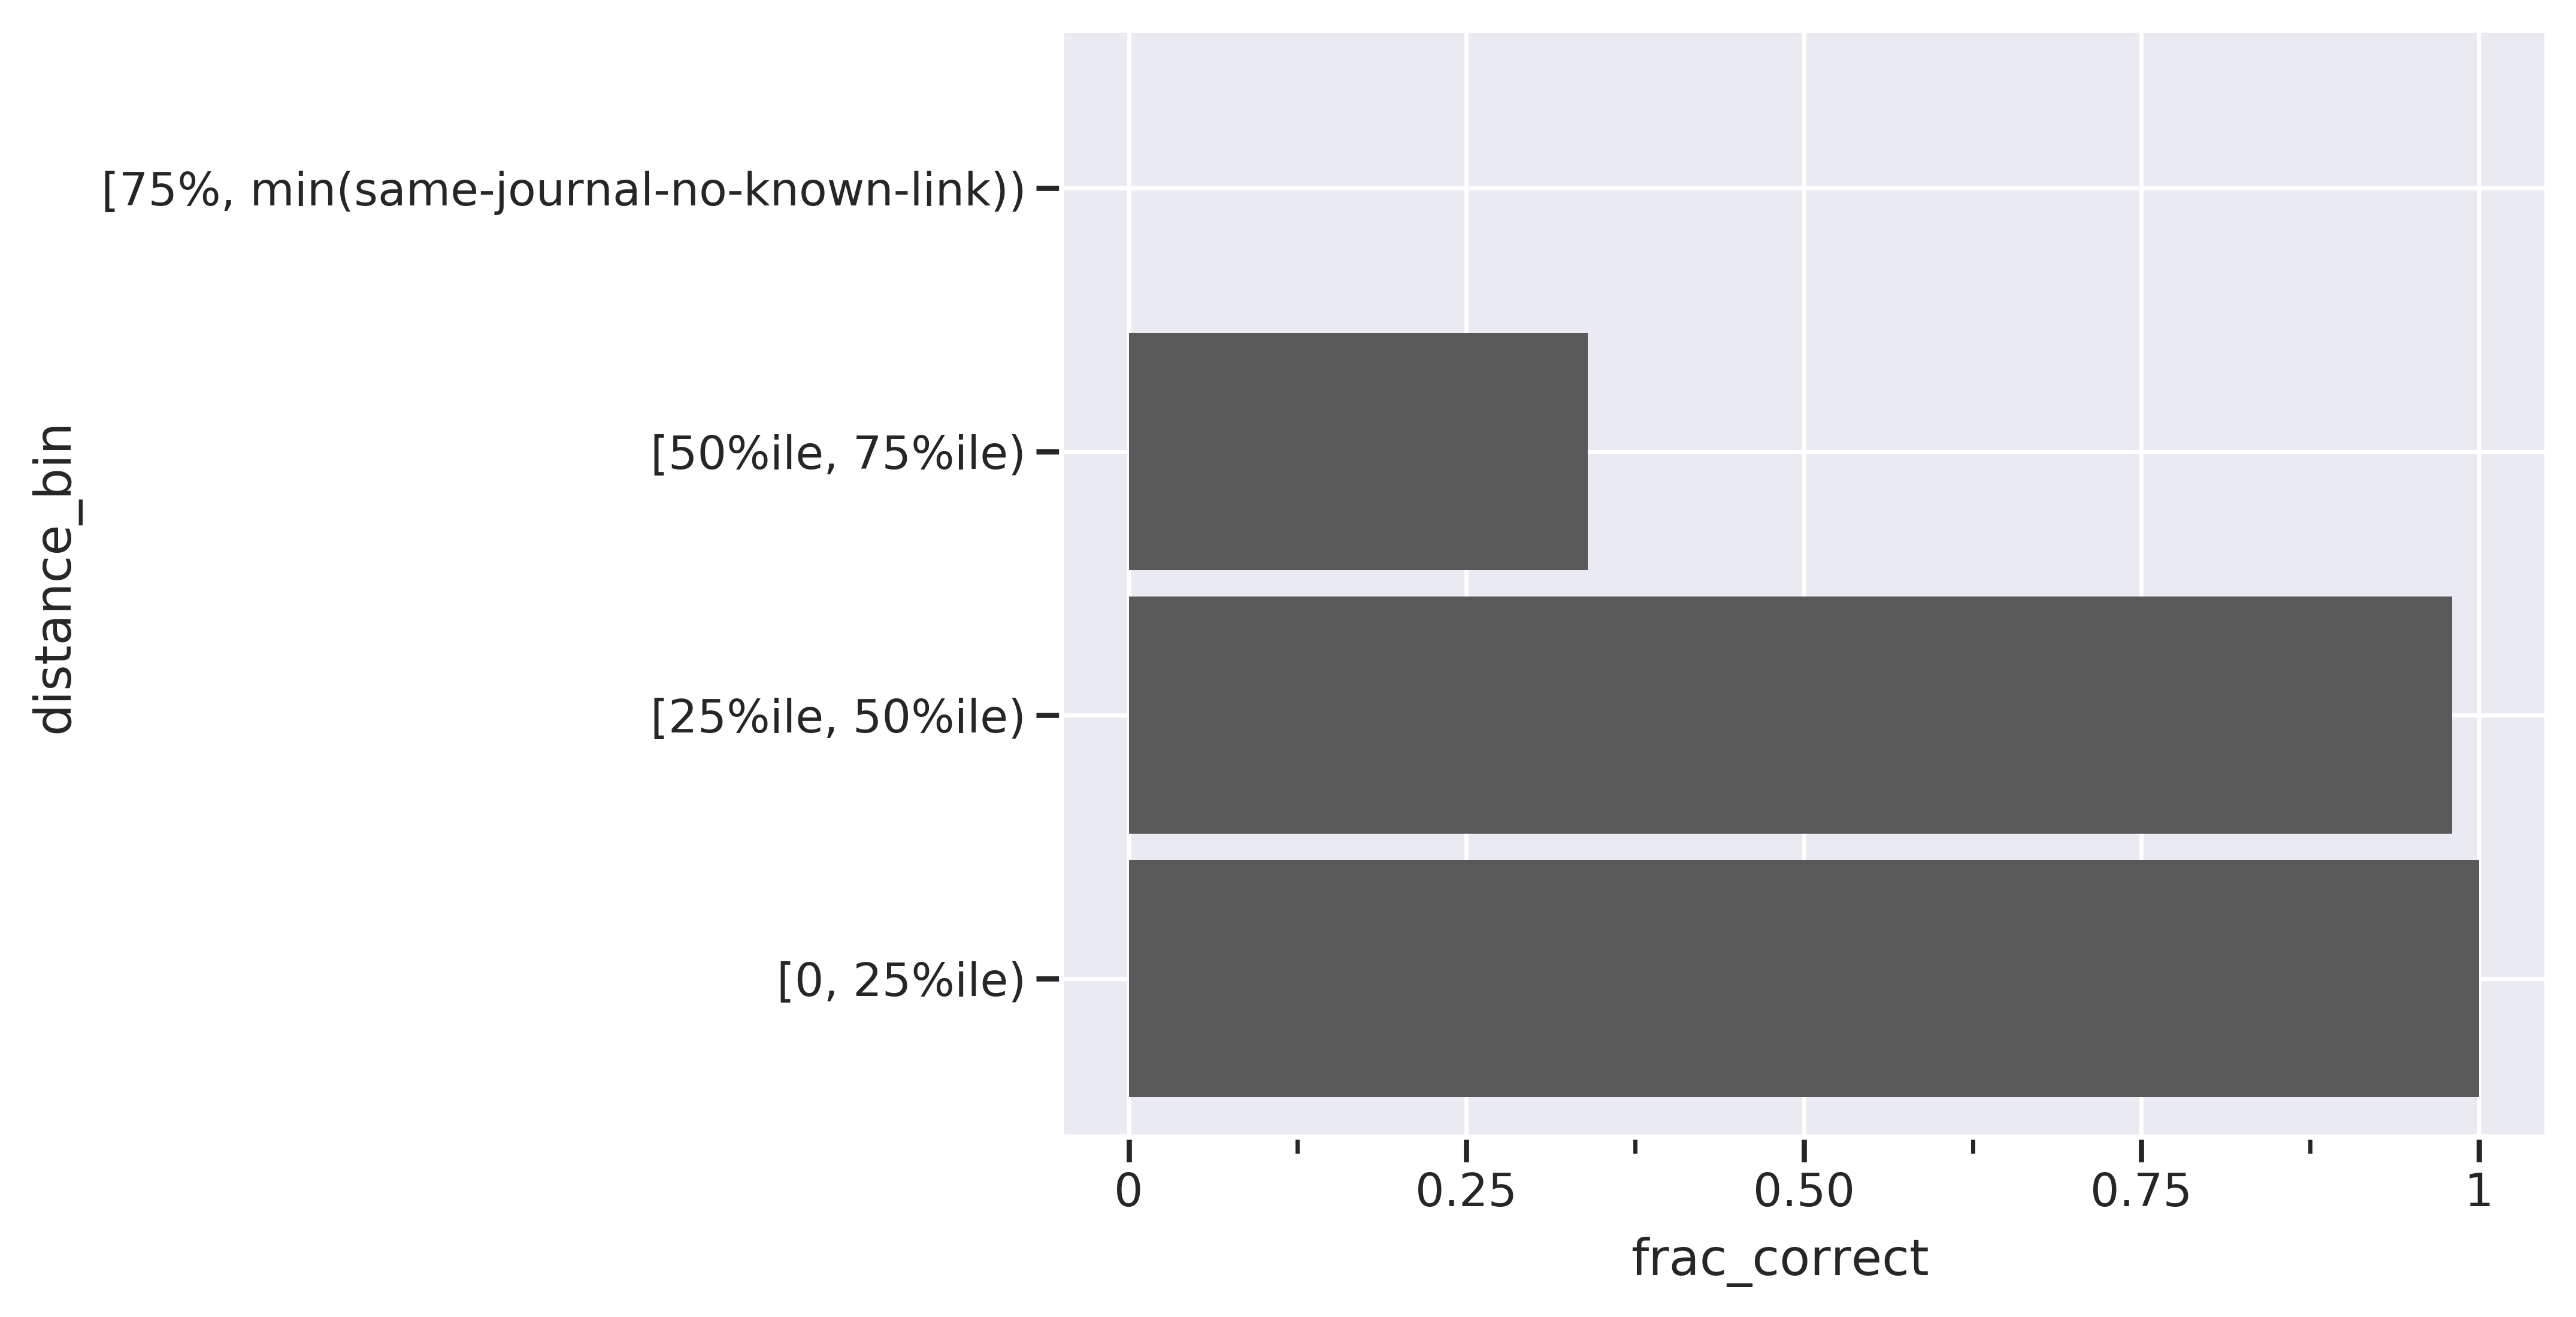 distance_bin
[75%, min(same-journal-no-known-link))
[50%ile, 75%ile)
[25%ile, 50%ile)
[0, 25%ile)
0 0.25 0.50 0.75 1
frac_correct